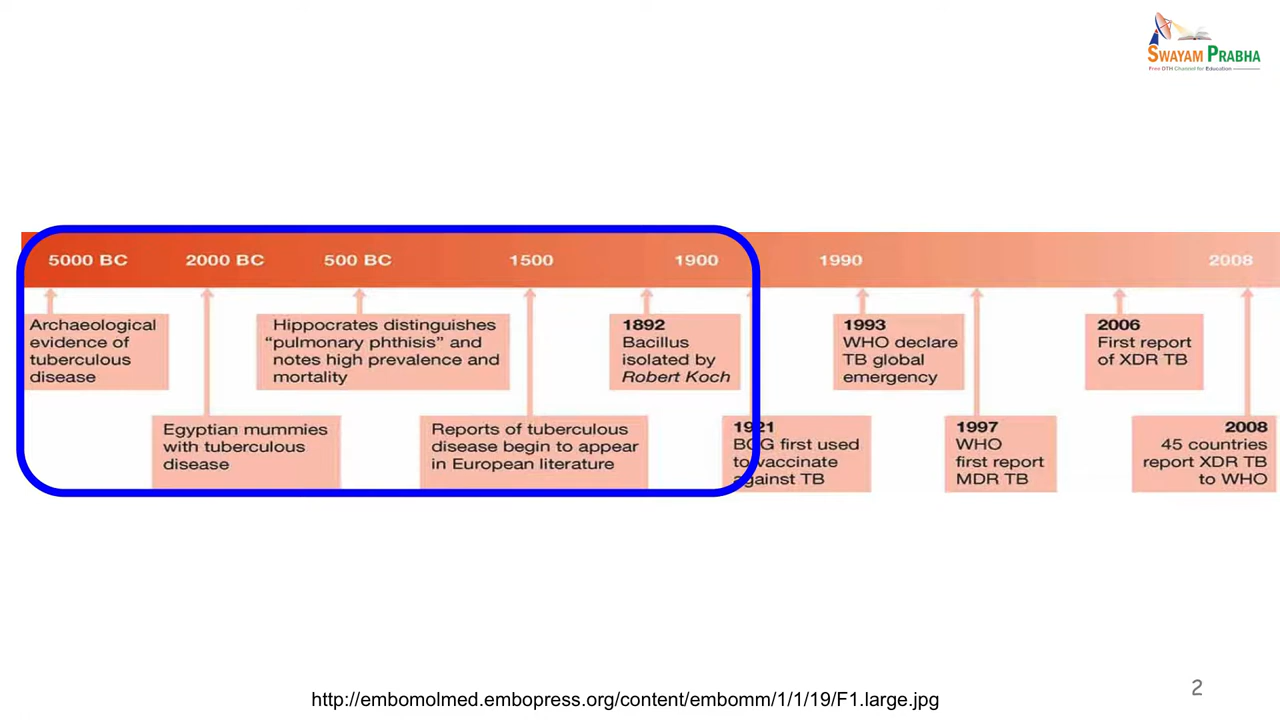 SWAYAM PRABHA
Free DTH Channel for Education
5000 BC
2000 BC
500 BC
1500
1900
1990
2008
Archaeological
evidence of
tuberculous
disease
Egyptian mummies
with tuberculous
disease
Hippocrates distinguishes
“pulmonary phthisis” and
notes high prevalence and
mortality
Reports of tuberculous
disease begin to appear
in European literature
1892
Bacillus
isolated by
Robert Koch
1921
BCG first used
to vaccinate
against TB
1993
WHO declare
TB global
emergency
1997
WHO
first report
MDR TB
2006
First report
of XDR TB
2008
45 countries
report XDR TB
to WHO
http://embomolmed.embopress.org/content/embomm/1/1/19/F1.large.jpg
2